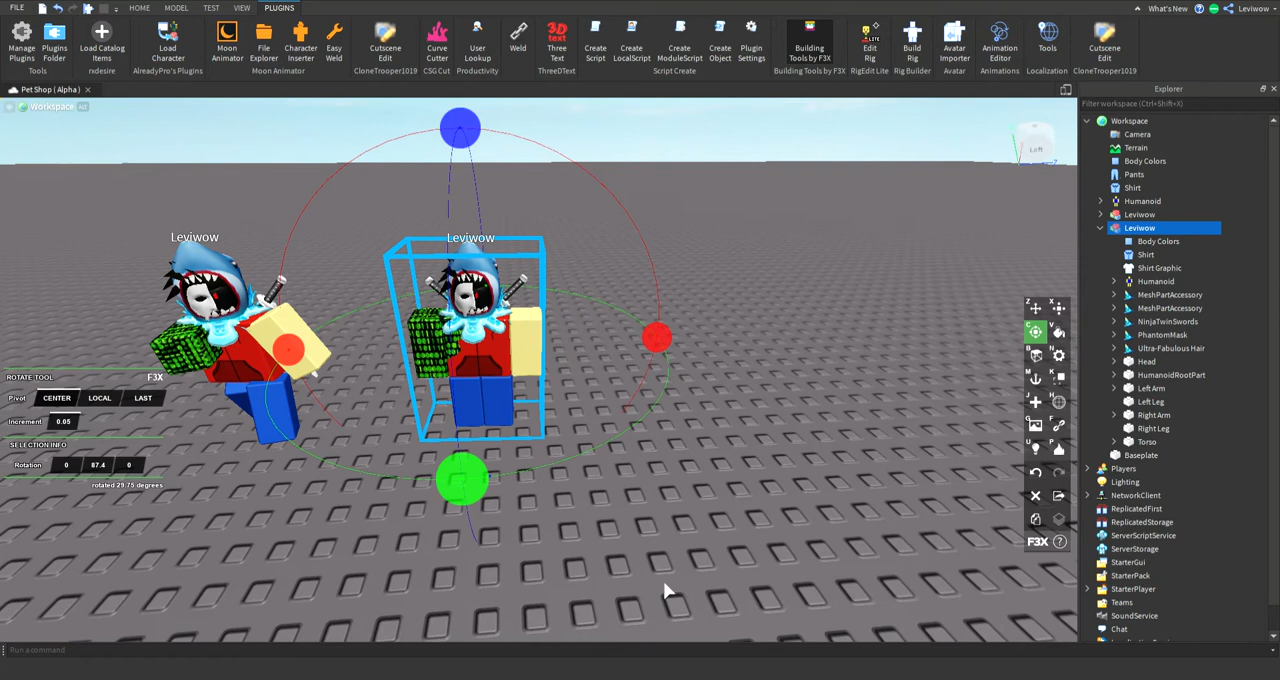 FILE HOME MODEL TEST VIEW PLUGINS What's New Leviwow
Manage Plugins
Plugins Folder
Load Catalog Items
Load Character
Moon Animator
File Explorer
Character Inserter
Easy Weld
Cutscene Edit
Curve Cutter
User Lookup
Weld
3D TEXT Three Text
Create Script
Create LocalScript
Create ModuleScript
Create Object
Plugin Settings
Building Tools by F3X
LITE Edit Rig
Build Rig
Avatar Importer
Animation Editor
Tools
Cutscene Edit
Tools rxdesire AlreadyPro's Plugins Moon Animator CloneTrooper1019 CSG Cut Productivity ThreeDText Script Create Building Tools by F3X RigEdit Lite Rig Builder Avatar Animations Localization CloneTrooper1019
Pet Shop ( Alpha )
Workspace Alt
Left
Z
Leviwow
Leviwow
ROTATE TOOL F3X
Pivot CENTER LOCAL LAST
Increment 0.05
SELECTION INFO
Rotation 0 87.4 0
rotated 29.75 degrees
Z X
C V
B N
M K
J H
G F
U P
F3X ?
Explorer
Filter workspace (Ctrl+Shift+X)
Workspace
Camera
Terrain
Body Colors
Pants
Shirt
Humanoid
Leviwow
Leviwow
Body Colors
Shirt
Shirt Graphic
Humanoid
MeshPartAccessory
MeshPartAccessory
NinjaTwinSwords
PhantomMask
Ultra-Fabulous Hair
Head
HumanoidRootPart
Left Arm
Left Leg
Right Arm
Right Leg
Torso
Baseplate
Players
Lighting
NetworkClient
ReplicatedFirst
ReplicatedStorage
ServerScriptService
ServerStorage
StarterGui
StarterPack
StarterPlayer
Teams
SoundService
Chat
Run a command